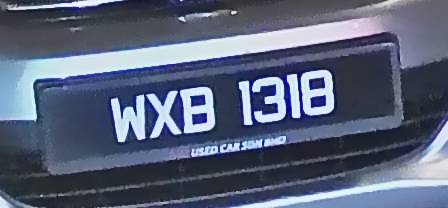 WXB 1318
USED CAR SDN BHD